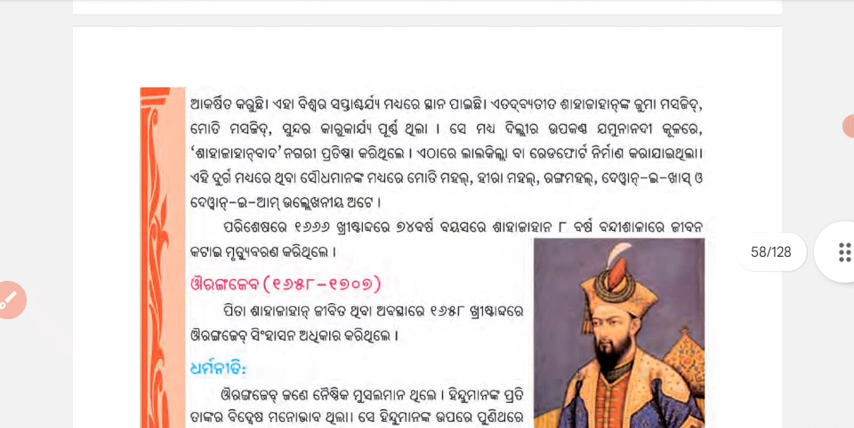 ଆକର୍ଷିତ କରୁଛି। ଏହା ବିଶ୍ୱର ସପ୍ତାଶ୍ଚର୍ଯ୍ୟ ମଧ୍ୟରେ ସ୍ଥାନ ପାଇଛି। ଏତଦ୍‌ବ୍ୟତୀତ ଶାହାଜାହାନ୍‌ଙ୍କ ଜୁମା ମସଜିଦ୍,
ମୋତି ମସଜିଦ୍, ସୁନ୍ଦର କାରୁକାର୍ଯ୍ୟ ପୂର୍ଣ୍ଣ ଥିଲା । ସେ ମଧ୍ୟ ଦିଲ୍ଲୀର ଉପକଣ୍ଠ ଯମୁନାନଦୀ କୂଳରେ,
‘ଶାହାଜାହାନ୍‌ବାଦ’ ନଗରୀ ପ୍ରତିଷ୍ଠା କରିଥିଲେ । ଏଠାରେ ଲାଲକିଲ୍ଲା ବା ରେଡଫୋର୍ଟ ନିର୍ମାଣ କରାଯାଇଥିଲା।
ଏହି ଦୁର୍ଗ ମଧ୍ୟରେ ଥିବା ସୌଧମାନଙ୍କ ମଧ୍ୟରେ ମୋତି ମହଲ୍, ହୀରା ମହଲ୍, ରଙ୍ଗମହଲ୍, ଦେୱାନ୍-ଇ-ଖାସ୍ ଓ
ଦେୱାନ୍-ଇ-ଆମ୍ ଉଲ୍ଲେଖନୀୟ ଅଟେ ।
ପରିଶେଷରେ ୧୬୬୬ ଖ୍ରୀଷ୍ଟାବ୍ଦରେ ୭୪ବର୍ଷ ବୟସରେ ଶାହାଜାହାନ ୮ ବର୍ଷ ବନ୍ଦୀଶାଳାରେ ଜୀବନ
କଟାଇ ମୃତ୍ୟୁବରଣ କରିଥିଲେ ।
58/128
ଔରଙ୍ଗଜେବ (୧୬୫୮-୧୭୦୭)
ପିତା ଶାହାଜାହାନ୍ ଜୀବିତ ଥିବା ଅବସ୍ଥାରେ ୧୬୫୮ ଖ୍ରୀଷ୍ଟାବ୍ଦରେ
ଔରଙ୍ଗଜେବ୍ ସିଂହାସନ ଅଧିକାର କରିଥିଲେ ।
ଧର୍ମନୀତି:
ଔରଙ୍ଗଜେବ୍ ଜଣେ ନୈଷ୍ଠିକ ମୁସଲମାନ ଥିଲେ । ହିନ୍ଦୁମାନଙ୍କ ପ୍ରତି
ତାଙ୍କର ବିଦ୍ୱେଷ ମନୋଭାବ ଥିଲା। ସେ ହିନ୍ଦୁମାନଙ୍କ ଉପରେ ପୁଣିଥରେ